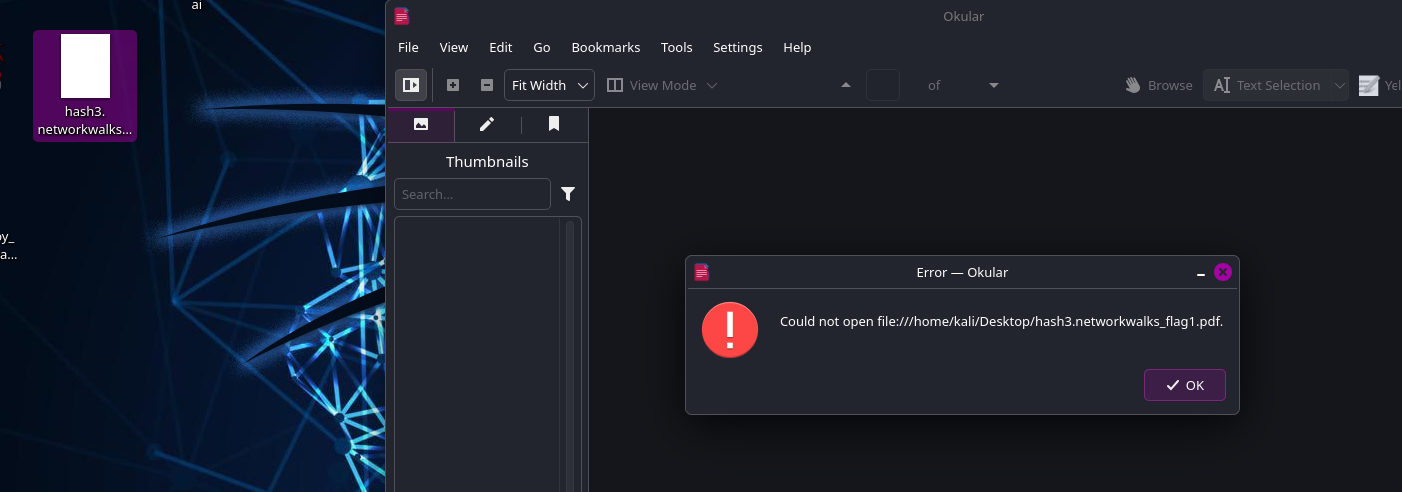 ai
hash3.
networkwalks...
a...
Okular
File View Edit Go Bookmarks Tools Settings Help
Fit Width View Mode of Browse Text Selection Yel
Thumbnails
Search...
Error — Okular
Could not open file:///home/kali/Desktop/hash3.networkwalks_flag1.pdf.
OK